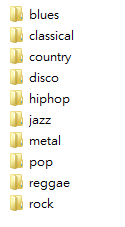 blues
classical
country
disco
hiphop
jazz
metal
pop
reggae
rock